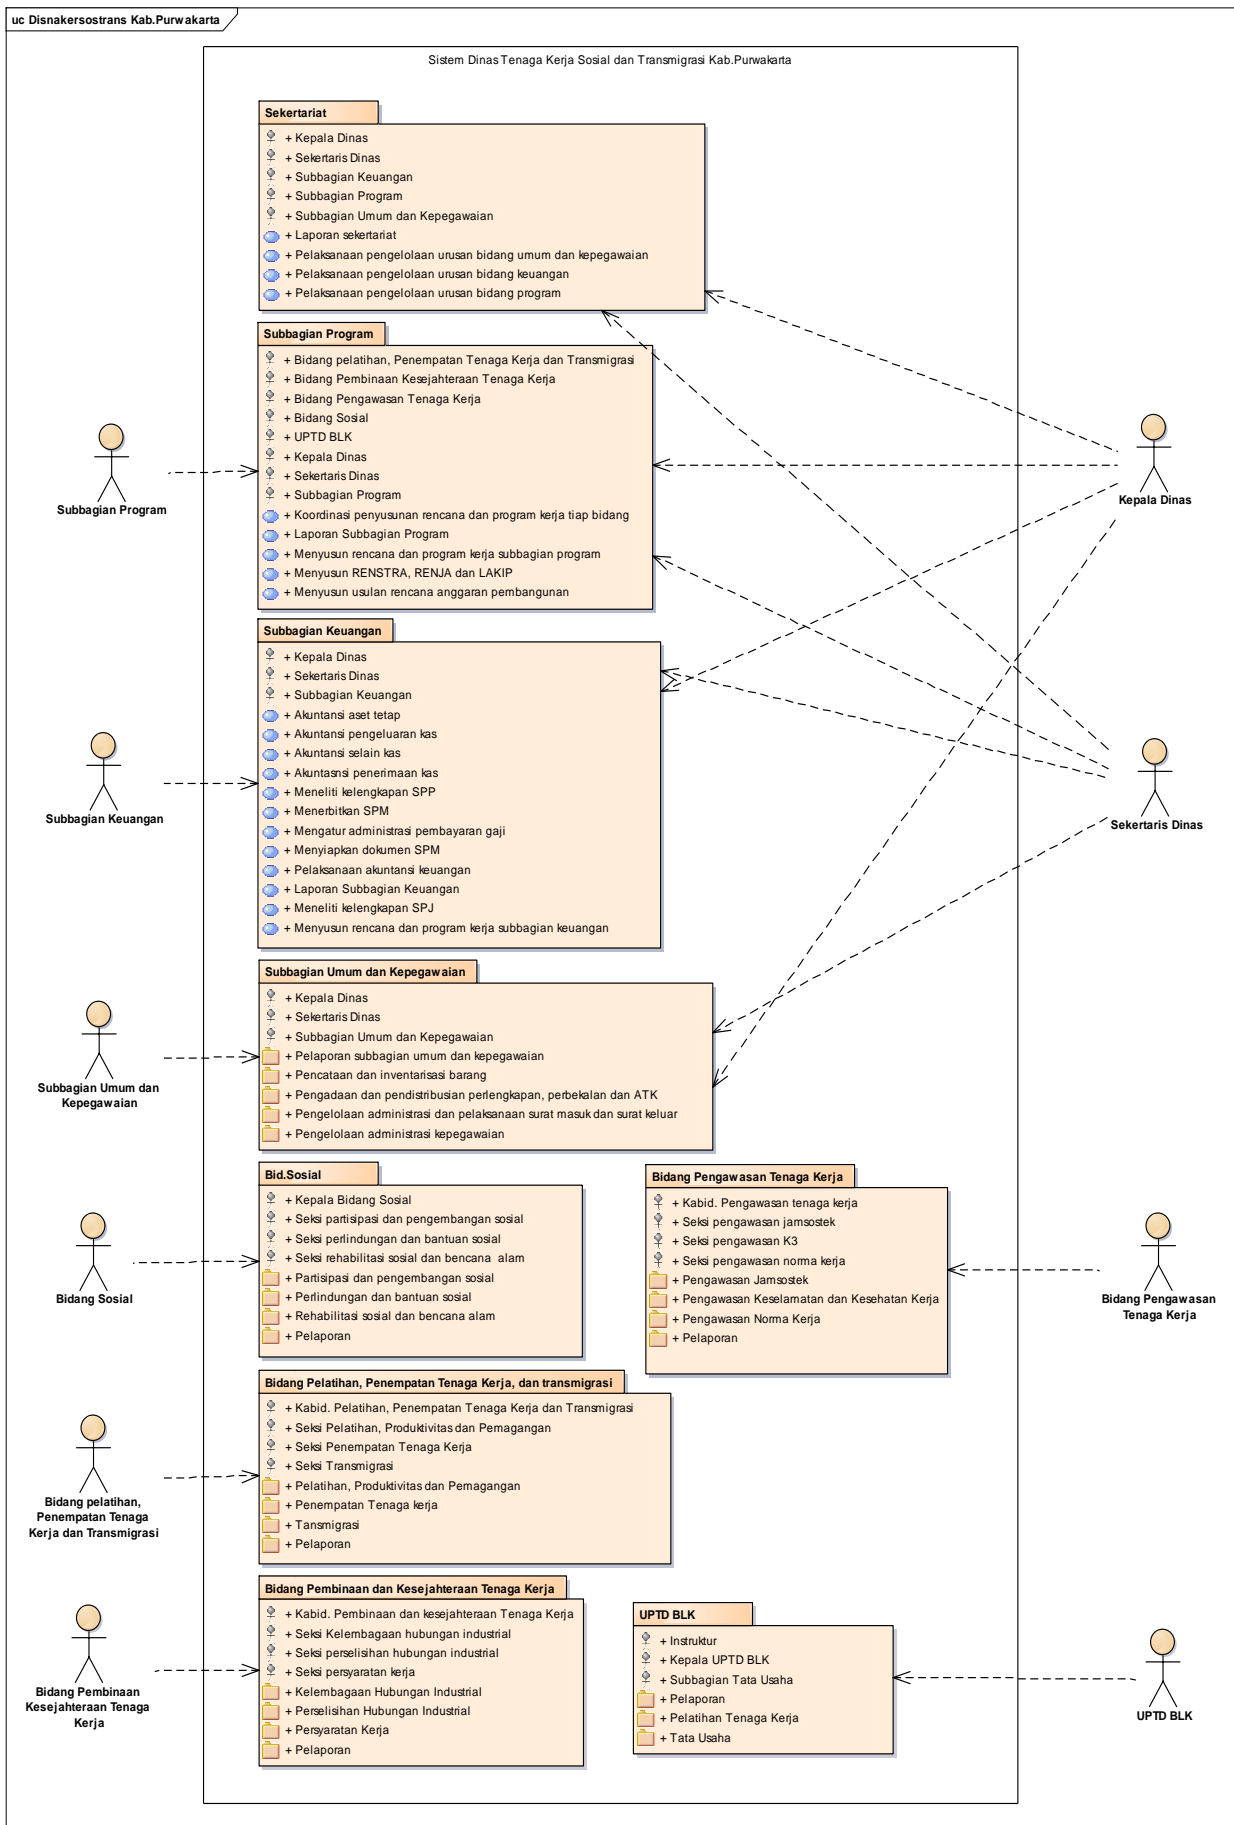 uc Disnakersostrans Kab.Purwakarta
Sistem Dinas Tenaga Kerja Sosial dan Transmigrasi Kab.Purwakarta
Sekertariat
+ Kepala Dinas
+ Sekertaris Dinas
+ Subbagian Keuangan
+ Subbagian Program
+ Subbagian Umum dan Kepegawaian
+ Laporan sekertariat
+ Pelaksanaan pengelolaan urusan bidang umum dan kepegawaian
+ Pelaksanaan pengelolaan urusan bidang keuangan
+ Pelaksanaan pengelolaan urusan bidang program
Subbagian Program
+ Bidang pelatihan, Penempatan Tenaga Kerja dan Transmigrasi
+ Bidang Pembinaan Kesejahteraan Tenaga Kerja
+ Bidang Pengawasan Tenaga Kerja
+ Bidang Sosial
+ UPTD BLK
+ Kepala Dinas
+ Sekertaris Dinas
+ Subbagian Program
+ Koordinasi penyusunan rencana dan program kerja tiap bidang
+ Laporan Subbagian Program
+ Menyusun rencana dan program kerja subbagian program
+ Menyusun RENSTRA, RENJA dan LAKIP
+ Menyusun usulan rencana anggaran pembangunan
Subbagian Program
Kepala Dinas
Subbagian Keuangan
+ Kepala Dinas
+ Sekertaris Dinas
+ Subbagian Keuangan
+ Akuntansi aset tetap
+ Akuntansi pengeluaran kas
+ Akuntansi selain kas
+ Akuntasnsi penerimaan kas
+ Meneliti kelengkapan SPP
+ Menerbitkan SPM
+ Mengatur administrasi pembayaran gaji
+ Menyiapkan dokumen SPM
+ Pelaksanaan akuntansi keuangan
+ Laporan Subbagian Keuangan
+ Meneliti kelengkapan SPJ
+ Menyusun rencana dan program kerja subbagian keuangan
Subbagian Keuangan
Sekertaris Dinas
Subbagian Umum dan Kepegawaian
+ Kepala Dinas
+ Sekertaris Dinas
+ Subbagian Umum dan Kepegawaian
+ Pelaporan subbagian umum dan kepegawaian
+ Pencataan dan inventarisasi barang
+ Pengadaan dan pendistribusian perlengkapan, perbekalan dan ATK
+ Pengelolaan administrasi dan pelaksanaan surat masuk dan surat keluar
+ Pengelolaan administrasi kepegawaian
Subbagian Umum dan
Kepegawaian
Bid.Sosial
+ Kepala Bidang Sosial
+ Seksi partisipasi dan pengembangan sosial
+ Seksi perlindungan dan bantuan sosial
+ Seksi rehabilitasi sosial dan bencana alam
+ Partisipasi dan pengembangan sosial
+ Perlindungan dan bantuan sosial
+ Rehabilitasi sosial dan bencana alam
+ Pelaporan
Bidang Sosial
Bidang Pengawasan Tenaga Kerja
+ Kabid. Pengawasan tenaga kerja
+ Seksi pengawasan jamsostek
+ Seksi pengawasan K3
+ Seksi pengawasan norma kerja
+ Pengawasan Jamsostek
+ Pengawasan Keselamatan dan Kesehatan Kerja
+ Pengawasan Norma Kerja
+ Pelaporan
Bidang Pengawasan
Tenaga Kerja
Bidang Pelatihan, Penempatan Tenaga Kerja, dan transmigrasi
+ Kabid. Pelatihan, Penempatan Tenaga Kerja dan Transmigrasi
+ Seksi Pelatihan, Produktivitas dan Pemagangan
+ Seksi Penempatan Tenaga Kerja
+ Seksi Transmigrasi
+ Pelatihan, Produktivitas dan Pemagangan
+ Penempatan Tenaga kerja
+ Tansmigrasi
+ Pelaporan
Bidang pelatihan,
Penempatan Tenaga
Kerja dan Transmigrasi
Bidang Pembinaan dan Kesejahteraan Tenaga Kerja
+ Kabid. Pembinaan dan kesejahteraan Tenaga Kerja
+ Seksi Kelembagaan hubungan industrial
+ Seksi perselisihan hubungan industrial
+ Seksi persyaratan kerja
+ Kelembagaan Hubungan Industrial
+ Perselisihan Hubungan Industrial
+ Persyaratan Kerja
+ Pelaporan
Bidang Pembinaan
Kesejahteraan Tenaga
Kerja
UPTD BLK
+ Instruktur
+ Kepala UPTD BLK
+ Subbagian Tata Usaha
+ Pelaporan
+ Pelatihan Tenaga Kerja
+ Tata Usaha
UPTD BLK